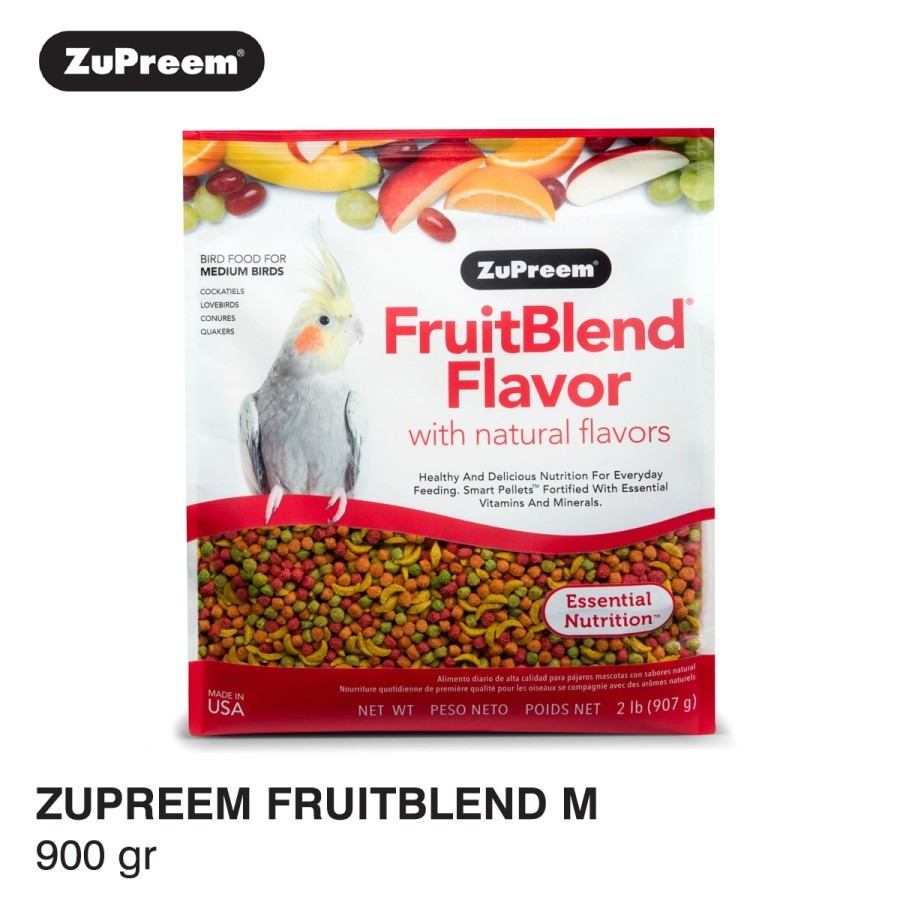 ZuPreem®
BIRD FOOD FOR
MEDIUM BIRDS
COCKATIELS
LOVEBIRDS
CONURES
QUAKERS
ZuPreem®
FruitBlend®
Flavor
with natural flavors
Healthy And Delicious Nutrition For Everyday
Feeding. Smart Pellets™ Fortified With Essential
Vitamins And Minerals.
Essential
Nutrition™
Alimento diario de alta calidad para pájaros mascotas con sabores natural
Nourriture quotidienne de première qualité pour les oiseaux se compagnie avec des arômes naturels
MADE IN
USA
NET WT PESO NETO POIDS NET 2 lb (907 g)
ZUPREEM FRUITBLEND M
900 gr